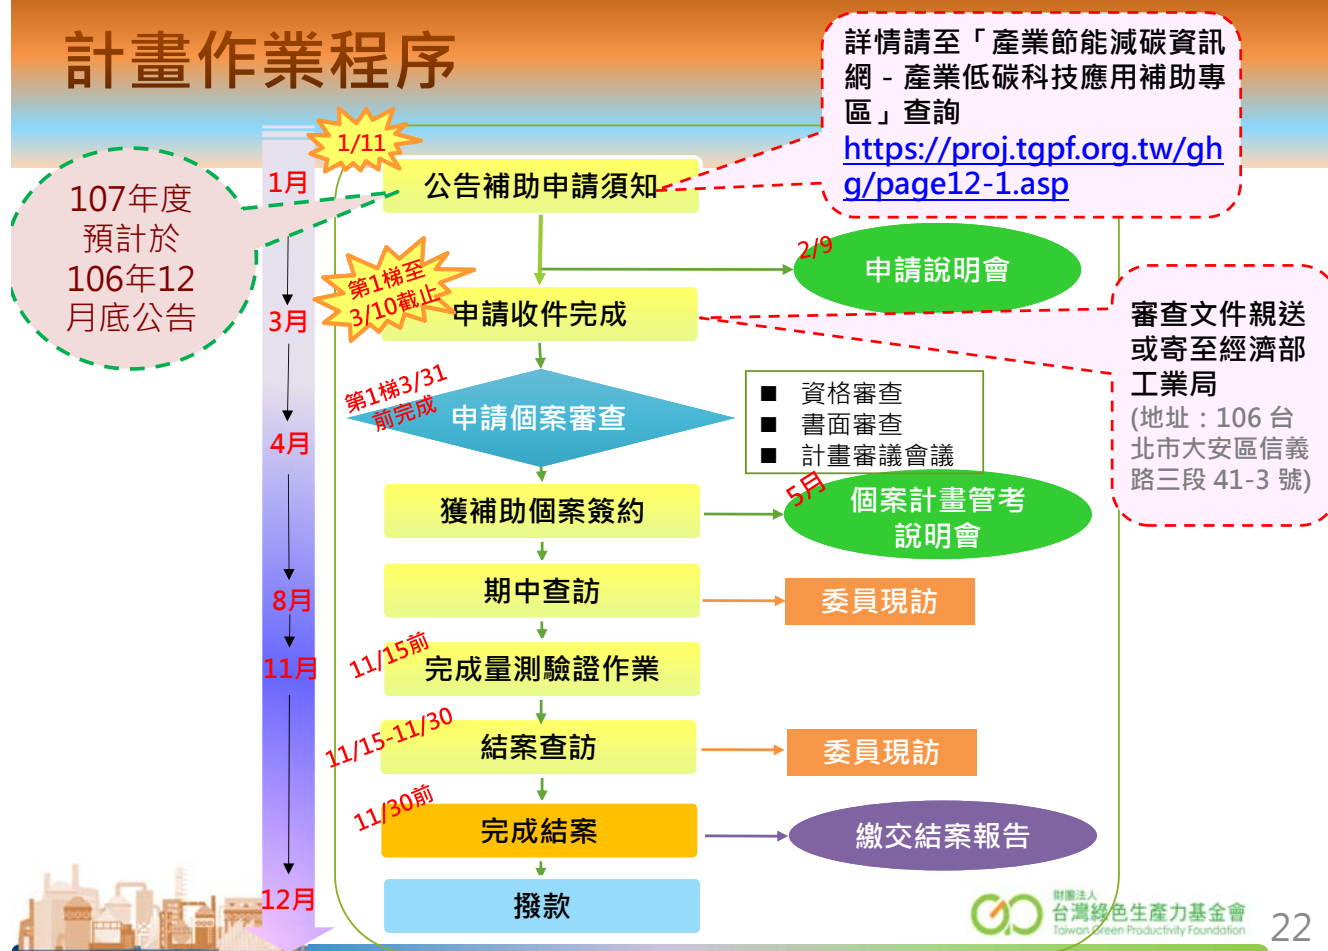 計畫作業程序
詳情請至「產業節能減碳資訊
網 - 產業低碳科技應用補助專
區」查詢
https://proj.tgpf.org.tw/gh
g/page12-1.asp
1/11
1月
公告補助申請須知
107年度
預計於
106年12
月底公告
2/9
申請說明會
第1梯至
3/10截止
3月
申請收件完成
審查文件親送
或寄至經濟部
工業局
(地址：106 台
北市大安區信義
路三段 41-3 號)
第1梯3/31
前完成
申請個案審查
■ 資格審查
■ 書面審查
■ 計畫審議會議
4月
獲補助個案簽約
5月
個案計畫管考
說明會
8月
期中查訪
委員現訪
11月
11/15前
完成量測驗證作業
11/15-11/30
結案查訪
委員現訪
11/30前
完成結案
繳交結案報告
12月
撥款
財團法人
台灣綠色生產力基金會
Taiwan Green Productivity Foundation
22